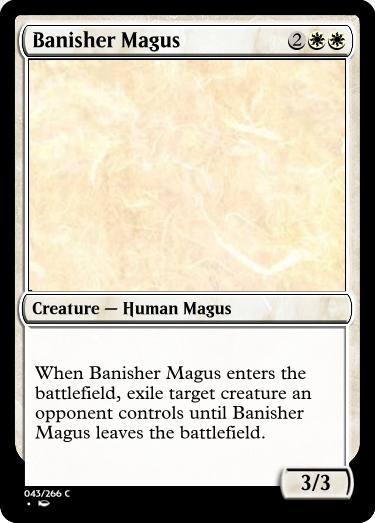 Banisher Magus 2
Creature — Human Magus
When Banisher Magus enters the
battlefield, exile target creature an
opponent controls until Banisher
Magus leaves the battlefield.
3/3
043/266 C